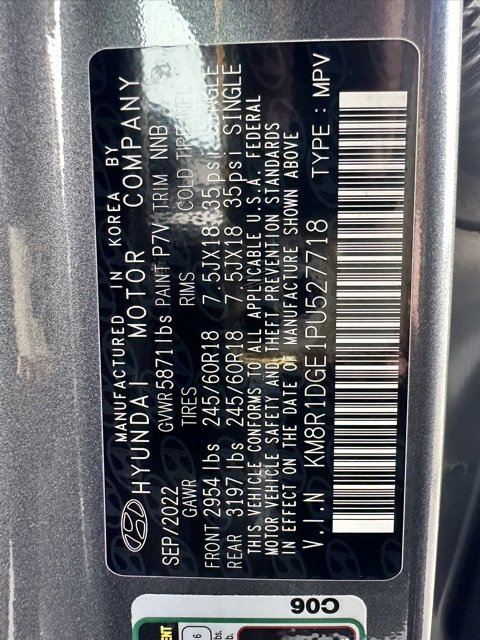 MANUFACTURED IN KOREA BY
HYUNDAI MOTOR COMPANY
SEP/2022 GVWR 5871lbs PAINT P7V TRIM NNB
GAWR TIRES RIMS COLD TIRE
FRONT 2954 lbs 245/60R18 7.5JX18 35psi SINGLE
REAR 3197 lbs 245/60R18 7.5JX18 35psi SINGLE
THIS VEHICLE CONFORMS TO ALL APPLICABLE U.S.A. FEDERAL
MOTOR VEHICLE SAFETY AND THEFT PREVENTION STANDARDS
IN EFFECT ON THE DATE OF MANUFACTURE SHOWN ABOVE
V.I.N KM8R1DGE1PU527718 TYPE : MPV
C06